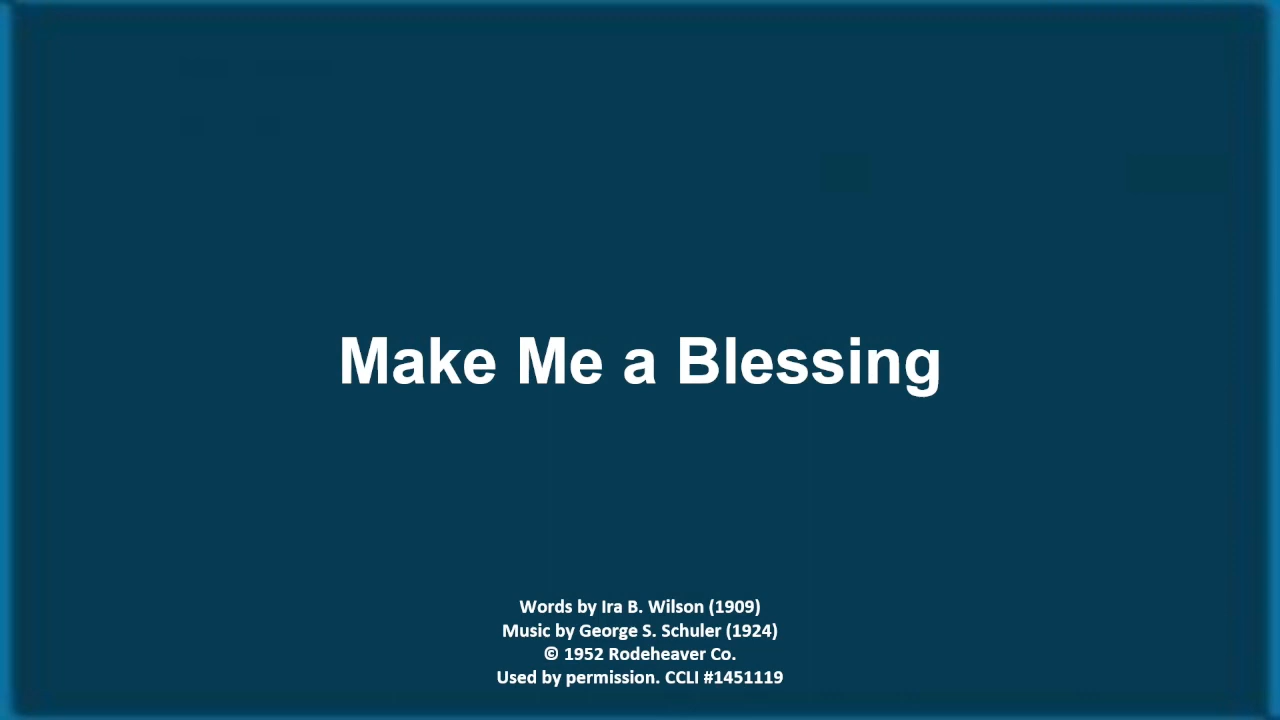 Make Me a Blessing
Words by Ira B. Wilson (1909)
Music by George S. Schuler (1924)
© 1952 Rodeheaver Co.
Used by permission. CCLI #1451119